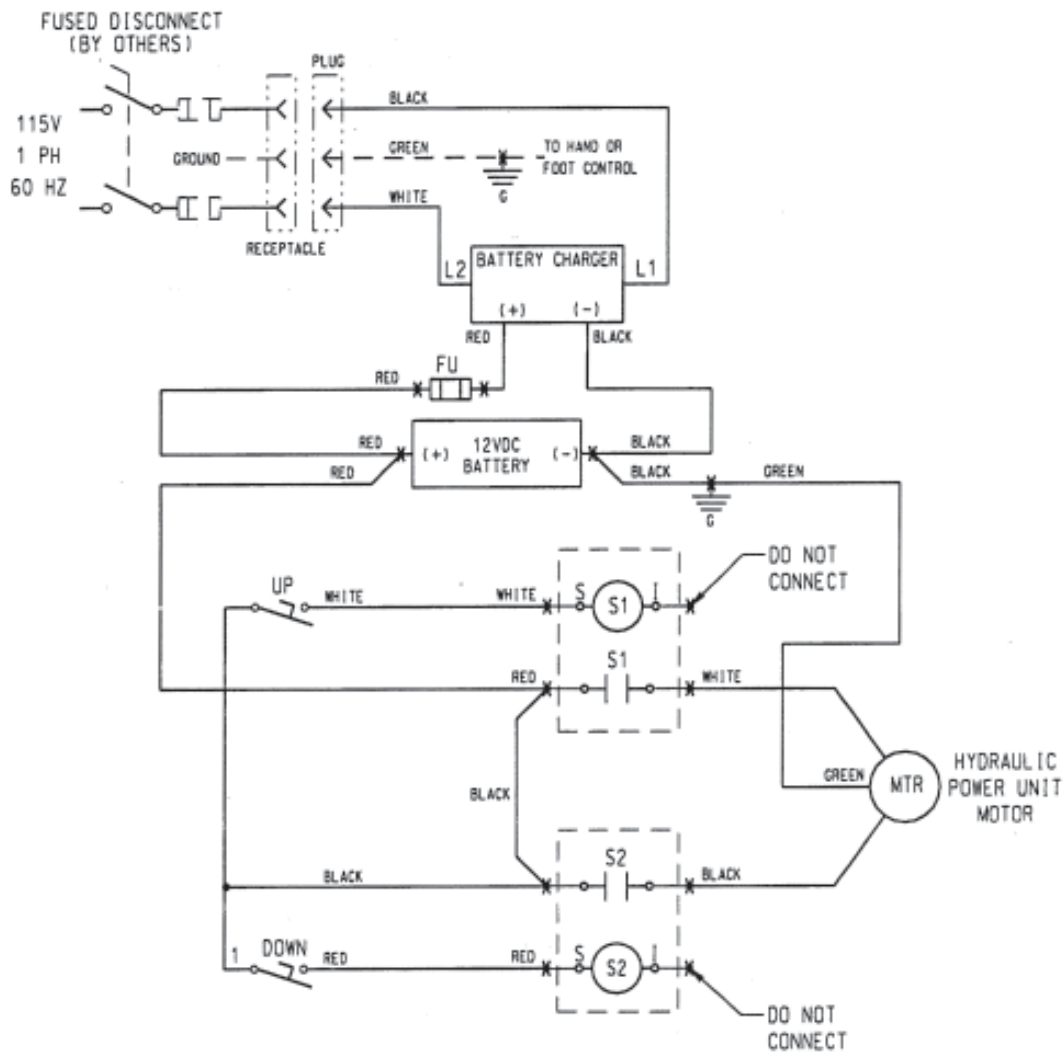 FUSED DISCONNECT
(BY OTHERS)
PLUG
BLACK
115V
1 PH
60 HZ
GROUND
GREEN
TO HAND OR
FOOT CONTROL
G
WHITE
RECEPTACLE
L2
BATTERY CHARGER
L1
(+)
(-)
RED
BLACK
FU
RED
RED
(+)
12VDC
BATTERY
(-)
BLACK
RED
BLACK
GREEN
G
DO NOT
CONNECT
UP
WHITE
WHITE
S
S1
I
S1
RED
WHITE
HYDRAULIC
POWER UNIT
MOTOR
GREEN
MTR
BLACK
S2
BLACK
BLACK
1
DOWN
RED
RED
S
S2
I
DO NOT
CONNECT